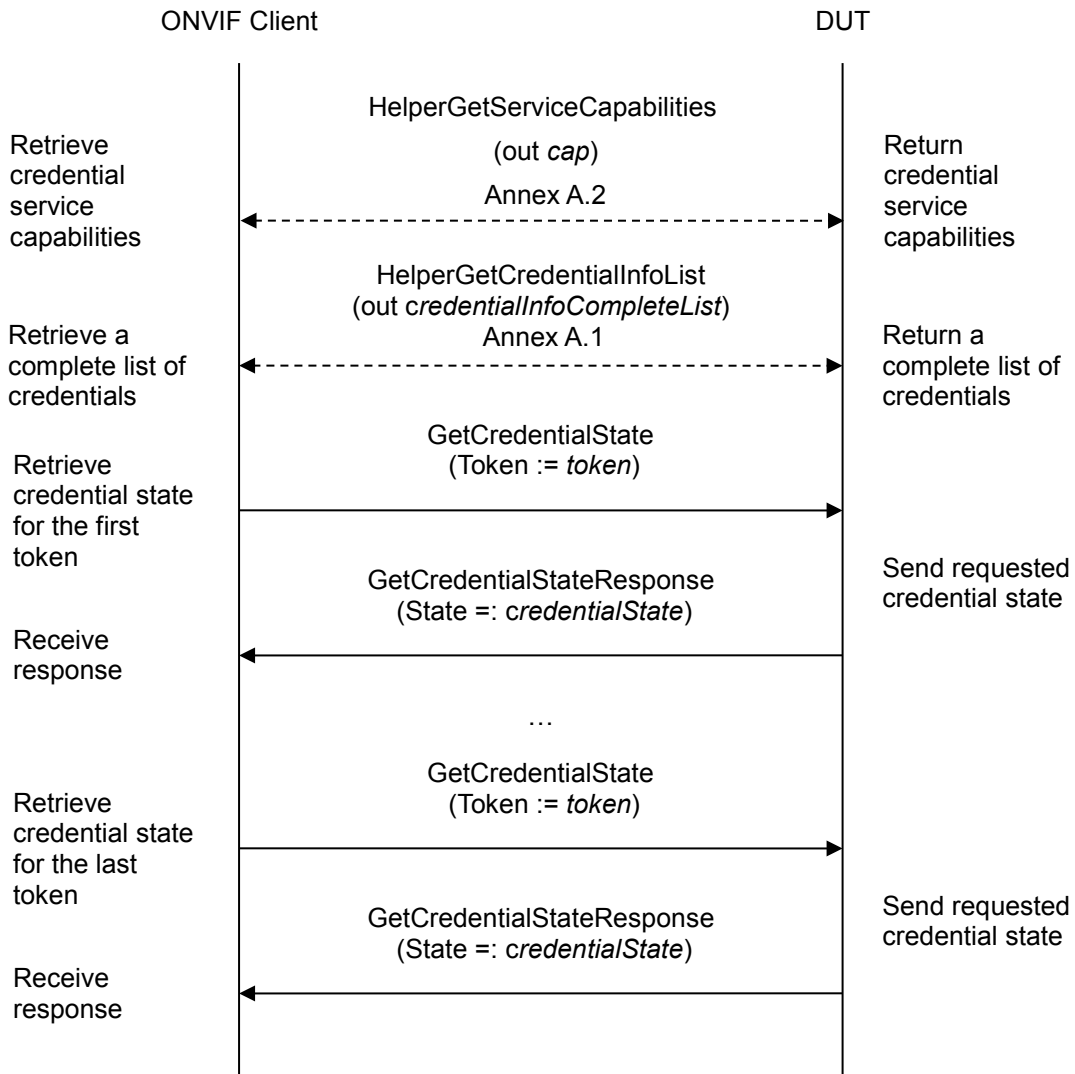 ONVIF Client
DUT
HelperGetServiceCapabilities
(out cap)
Annex A.2
Retrieve
credential
service
capabilities
Return
credential
service
capabilities
HelperGetCredentialInfoList
(out credentialInfoCompleteList)
Annex A.1
Retrieve a
complete list of
credentials
Return a
complete list of
credentials
GetCredentialState
(Token := token)
Retrieve
credential state
for the first
token
GetCredentialStateResponse
(State =: credentialState)
Send requested
credential state
Receive
response
…
GetCredentialState
(Token := token)
Retrieve
credential state
for the last
token
GetCredentialStateResponse
(State =: credentialState)
Send requested
credential state
Receive
response